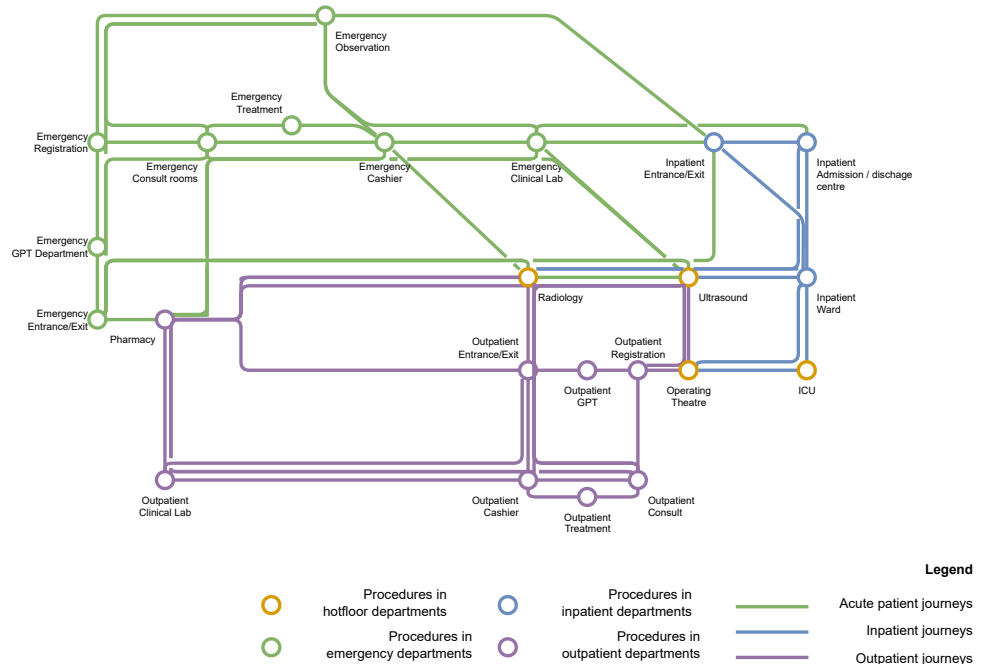 Emergency
Observation
Emergency
Treatment
Emergency
Registration
Emergency
Consult rooms
Emergency
Cashier
Emergency
Clinical Lab
Inpatient
Entrance/Exit
Inpatient
Admission / dischage
centre
Emergency
GPT Department
Emergency
Entrance/Exit
Pharmacy
Radiology
Ultrasound
Inpatient
Ward
Outpatient
Entrance/Exit
Outpatient
Registration
Outpatient
GPT
Operating
Theatre
ICU
Outpatient
Clinical Lab
Outpatient
Cashier
Outpatient
Treatment
Outpatient
Consult
Legend
Procedures in
hotfloor departments
Procedures in
inpatient departments
Acute patient journeys
Inpatient journeys
Procedures in
emergency departments
Procedures in
outpatient departments
Outpatient journeys